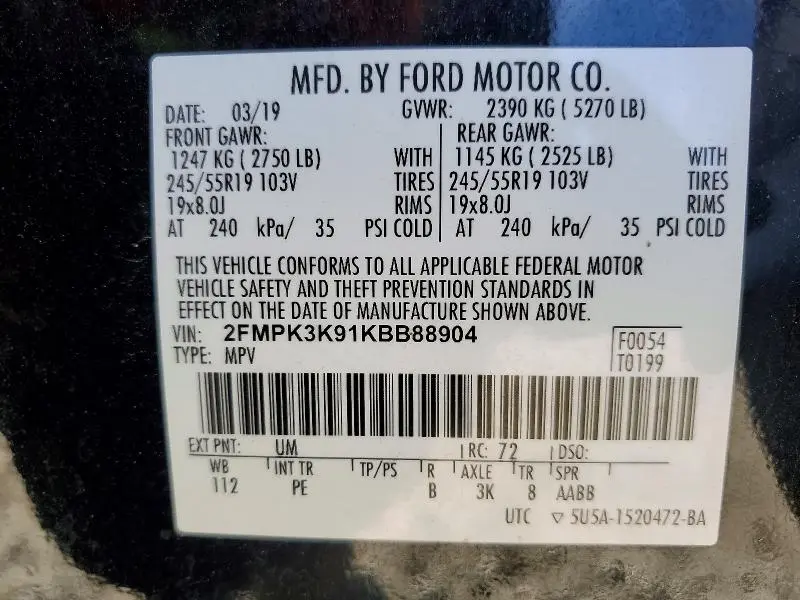 MFD. BY FORD MOTOR CO.
DATE: 03/19 GVWR: 2390 KG ( 5270 LB)
FRONT GAWR: REAR GAWR:
1247 KG ( 2750 LB) WITH 1145 KG ( 2525 LB) WITH
245/55R19 103V TIRES 245/55R19 103V TIRES
19x8.0J RIMS 19x8.0J RIMS
AT 240 kPa/ 35 PSI COLD AT 240 kPa/ 35 PSI COLD
THIS VEHICLE CONFORMS TO ALL APPLICABLE FEDERAL MOTOR
VEHICLE SAFETY AND THEFT PREVENTION STANDARDS IN
EFFECT ON THE DATE OF MANUFACTURE SHOWN ABOVE.
VIN: 2FMPK3K91KBB88904 F0054
TYPE: MPV T0199
EXT PNT: UM RC: 72 DSO:
WB INT TR TP/PS R AXLE TR SPR
112 PE B 3K 8 AABB
UTC ▽ 5U5A-1520472-BA